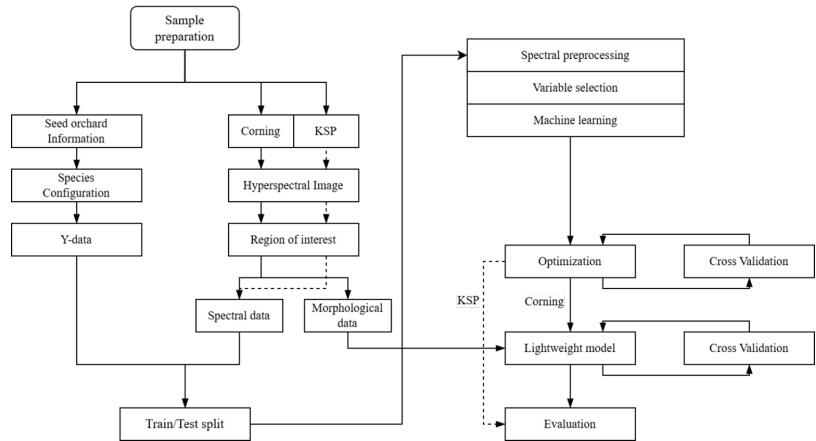 Sample
preparation
Spectral preprocessing
Variable selection
Machine learning
Seed orchard
Information
Corning
KSP
Species
Configuration
Hyperspectral Image
Y-data
Region of interest
Optimization
Cross Validation
KSP
Corning
Spectral data
Morphological
data
Lightweight model
Cross Validation
Train/Test split
Evaluation